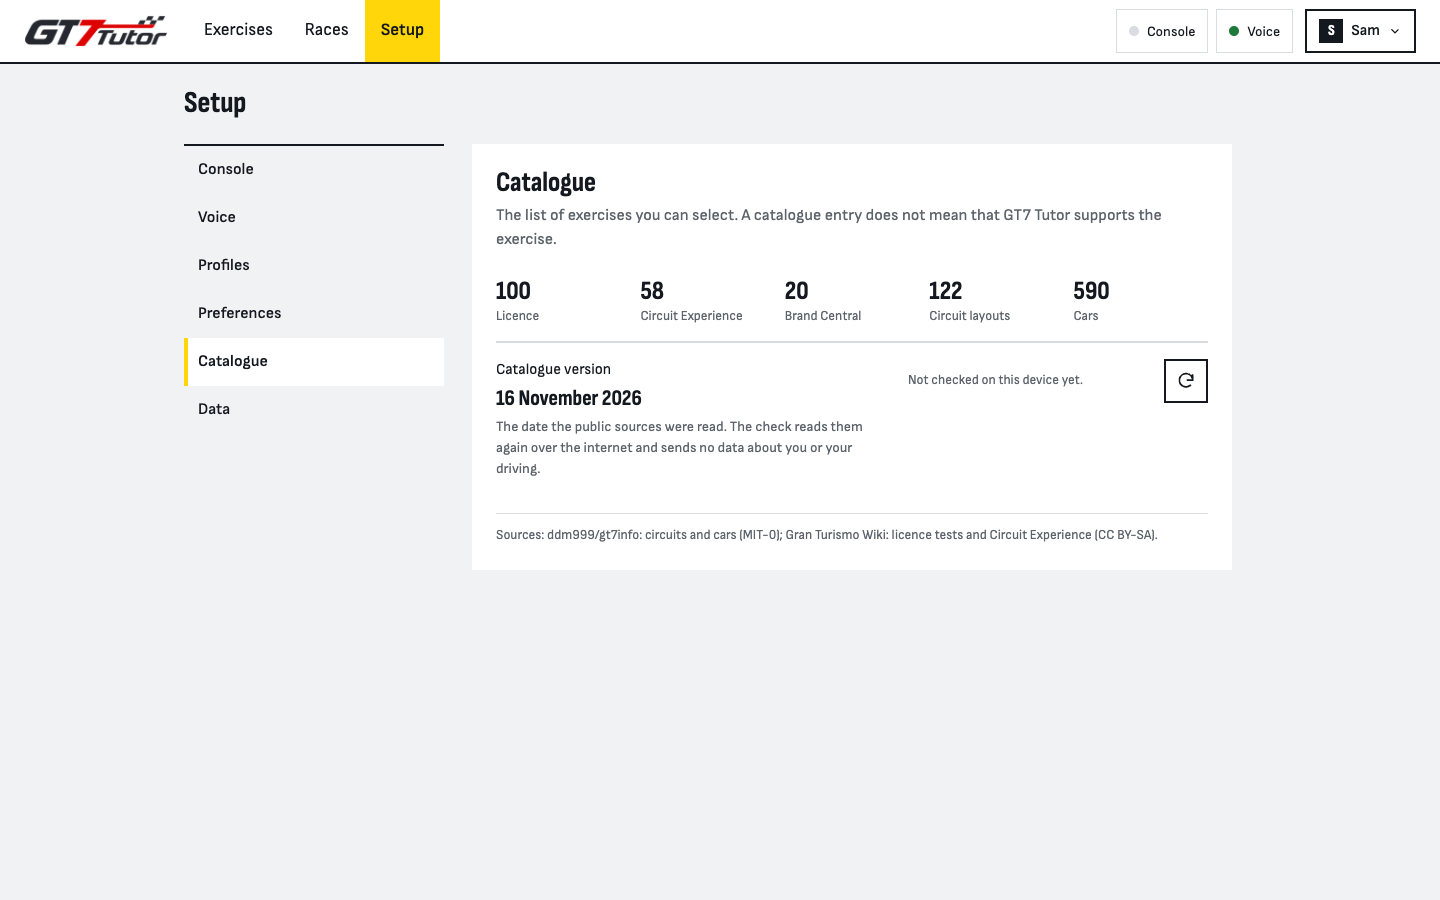 GT7 Tutor
Exercises
Races
Setup
Console
Voice
S
Sam
Setup
Console
Voice
Profiles
Preferences
Catalogue
Data
Catalogue
The list of exercises you can select. A catalogue entry does not mean that GT7 Tutor supports the
exercise.
100
Licence
58
Circuit Experience
20
Brand Central
122
Circuit layouts
590
Cars
Catalogue version
16 November 2026
The date the public sources were read. The check reads them
again over the internet and sends no data about you or your
driving.
Not checked on this device yet.
Sources: ddm999/gt7info: circuits and cars (MIT-0); Gran Turismo Wiki: licence tests and Circuit Experience (CC BY-SA).